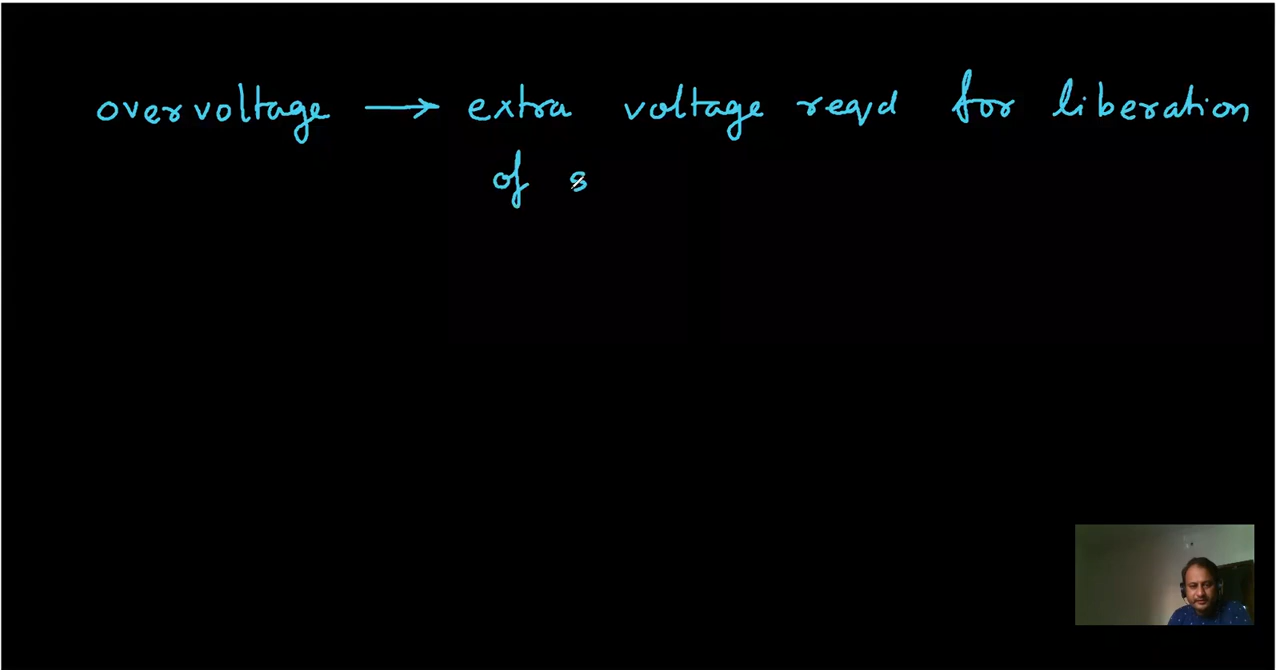 overvoltage → extra voltage reqd for liberation
of s